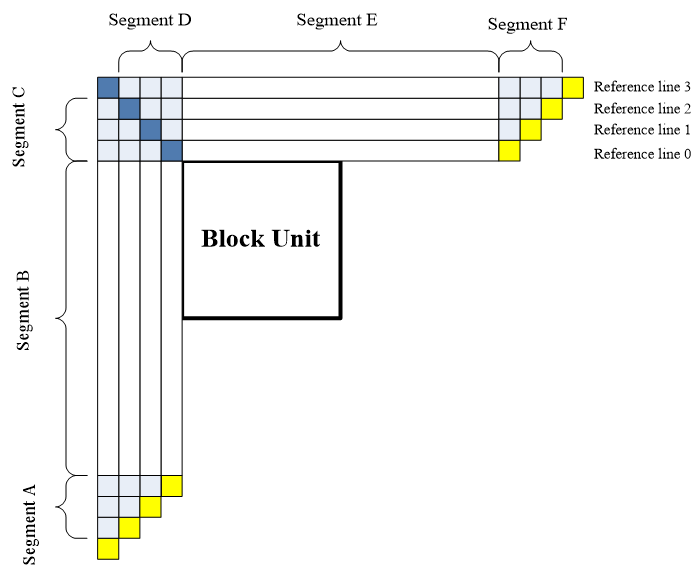 Segment D
Segment E
Segment F
Segment C
Reference line 3
Reference line 2
Reference line 1
Reference line 0
Block Unit
Segment B
Segment A